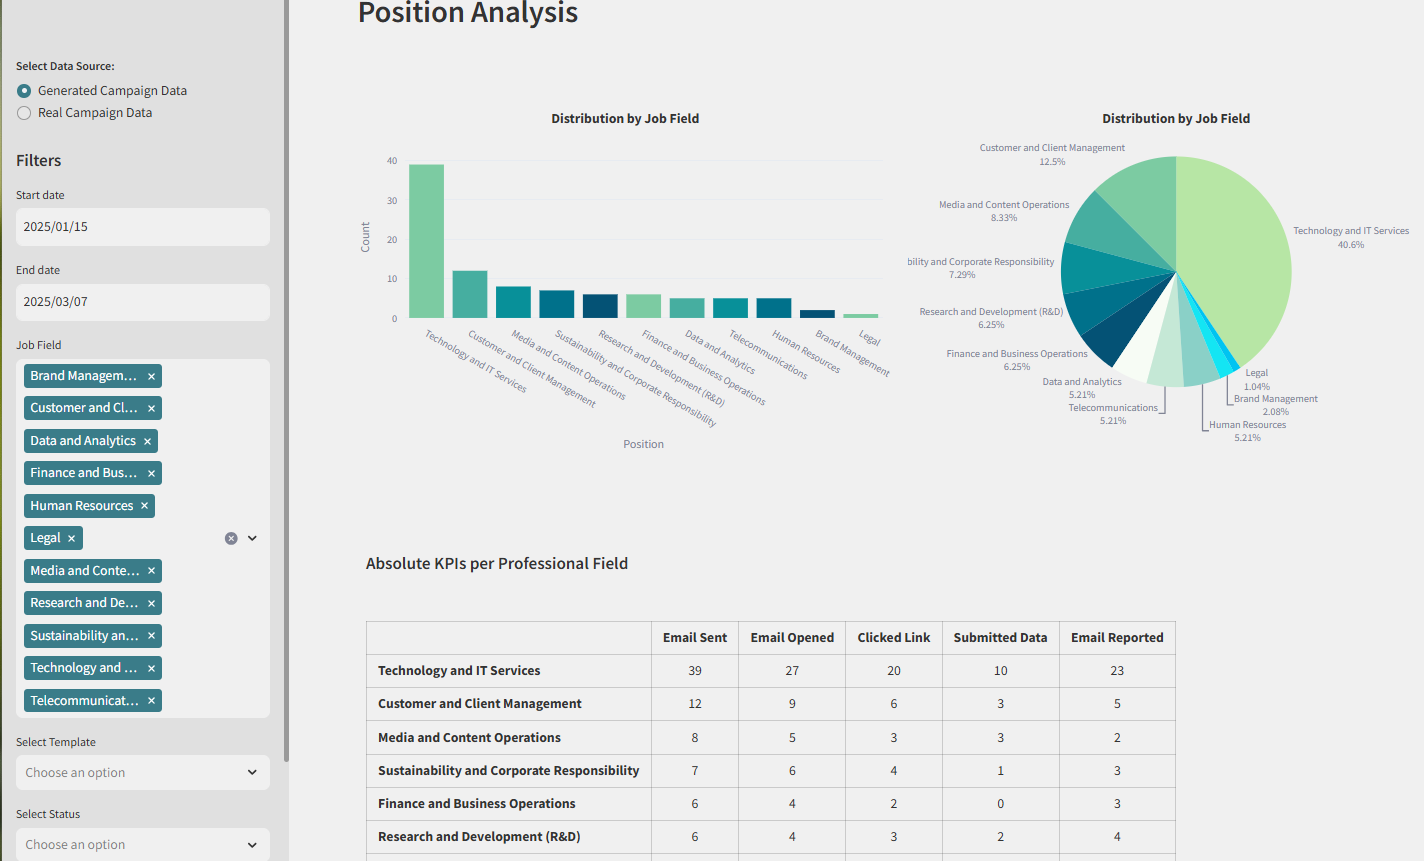 Position Analysis
Select Data Source:
Generated Campaign Data
Real Campaign Data
Filters
Start date
2025/01/15
End date
2025/03/07
Job Field
Brand Managem...
Customer and Cl...
Data and Analytics
Finance and Bus...
Human Resources
Legal
Media and Conte...
Research and De...
Sustainability an...
Technology and ...
Telecommunicat...
Select Template
Choose an option
Select Status
Choose an option
Distribution by Job Field
40
30
20
10
0
Count
Technology and IT Services
Customer and Client Management
Media and Content Operations
Sustainability and Corporate Responsibility
Research and Development (R&D)
Finance and Business Operations
Data and Analytics
Telecommunications
Human Resources
Brand Management
Legal
Position
Distribution by Job Field
Customer and Client Management
12.5%
Media and Content Operations
8.33%
bility and Corporate Responsibility
7.29%
Research and Development (R&D)
6.25%
Finance and Business Operations
6.25%
Data and Analytics
5.21%
Telecommunications
5.21%
Technology and IT Services
40.6%
Legal
1.04%
Brand Management
2.08%
Human Resources
5.21%
Absolute KPIs per Professional Field
Email Sent Email Opened Clicked Link Submitted Data Email Reported
Technology and IT Services 39 27 20 10 23
Customer and Client Management 12 9 6 3 5
Media and Content Operations 8 5 3 3 2
Sustainability and Corporate Responsibility 7 6 4 1 3
Finance and Business Operations 6 4 2 0 3
Research and Development (R&D) 6 4 3 2 4